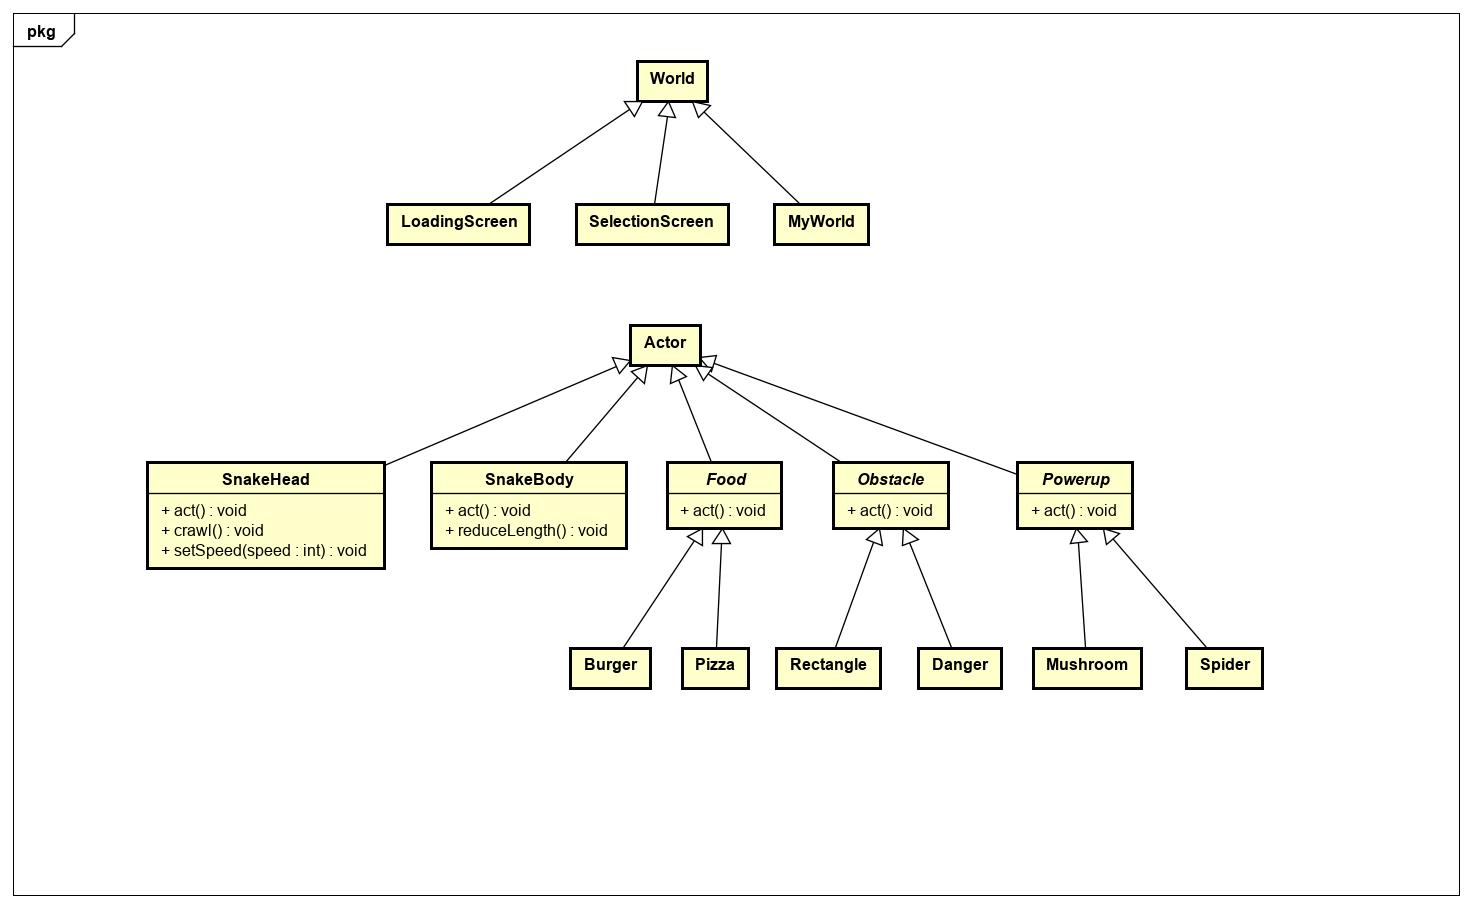 pkg
World
LoadingScreen
SelectionScreen
MyWorld
Actor
SnakeHead
+ act() : void
+ crawl() : void
+ setSpeed(speed : int) : void
SnakeBody
+ act() : void
+ reduceLength() : void
Food
+ act() : void
Obstacle
+ act() : void
Powerup
+ act() : void
Burger
Pizza
Rectangle
Danger
Mushroom
Spider